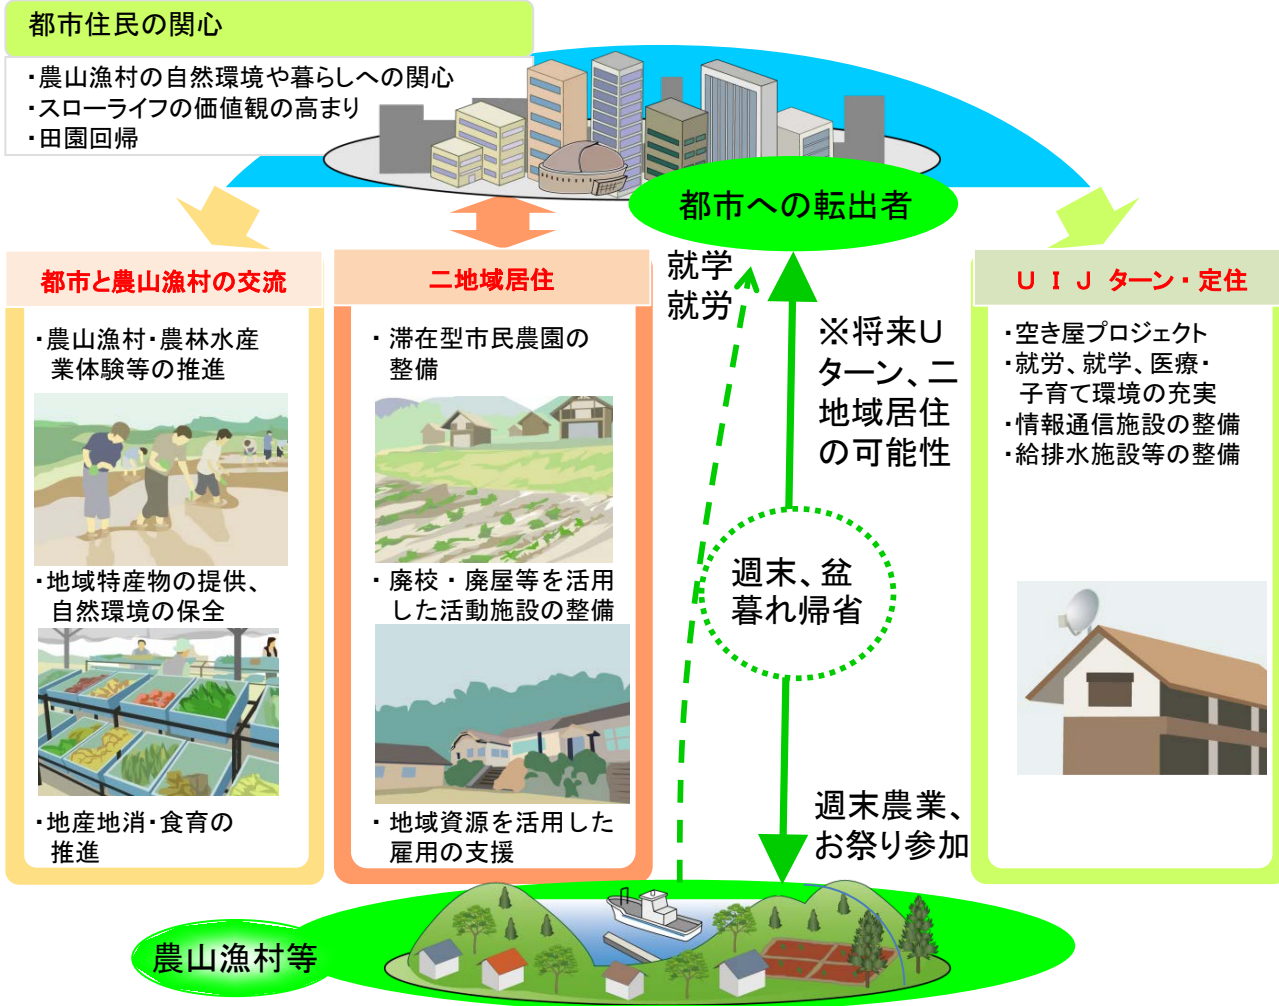 都市住民の関心
・農山漁村の自然環境や暮らしへの関心
・スローライフの価値観の高まり
・田園回帰
都市への転出者
都市と農山漁村の交流
・農山漁村・農林水産
業体験等の推進
・地域特産物の提供、
自然環境の保全
・地産地消・食育の
推進
二地域居住
・滞在型市民農園の
整備
・廃校・廃屋等を活用
した活動施設の整備
・地域資源を活用した
雇用の支援
就学
就労
※将来U
ターン、二
地域居住
の可能性
週末、盆
暮れ帰省
週末農業、
お祭り参加
U I J ターン・定住
・空き屋プロジェクト
・就労、就学、医療・
子育て環境の充実
・情報通信施設の整備
・給排水施設等の整備
農山漁村等